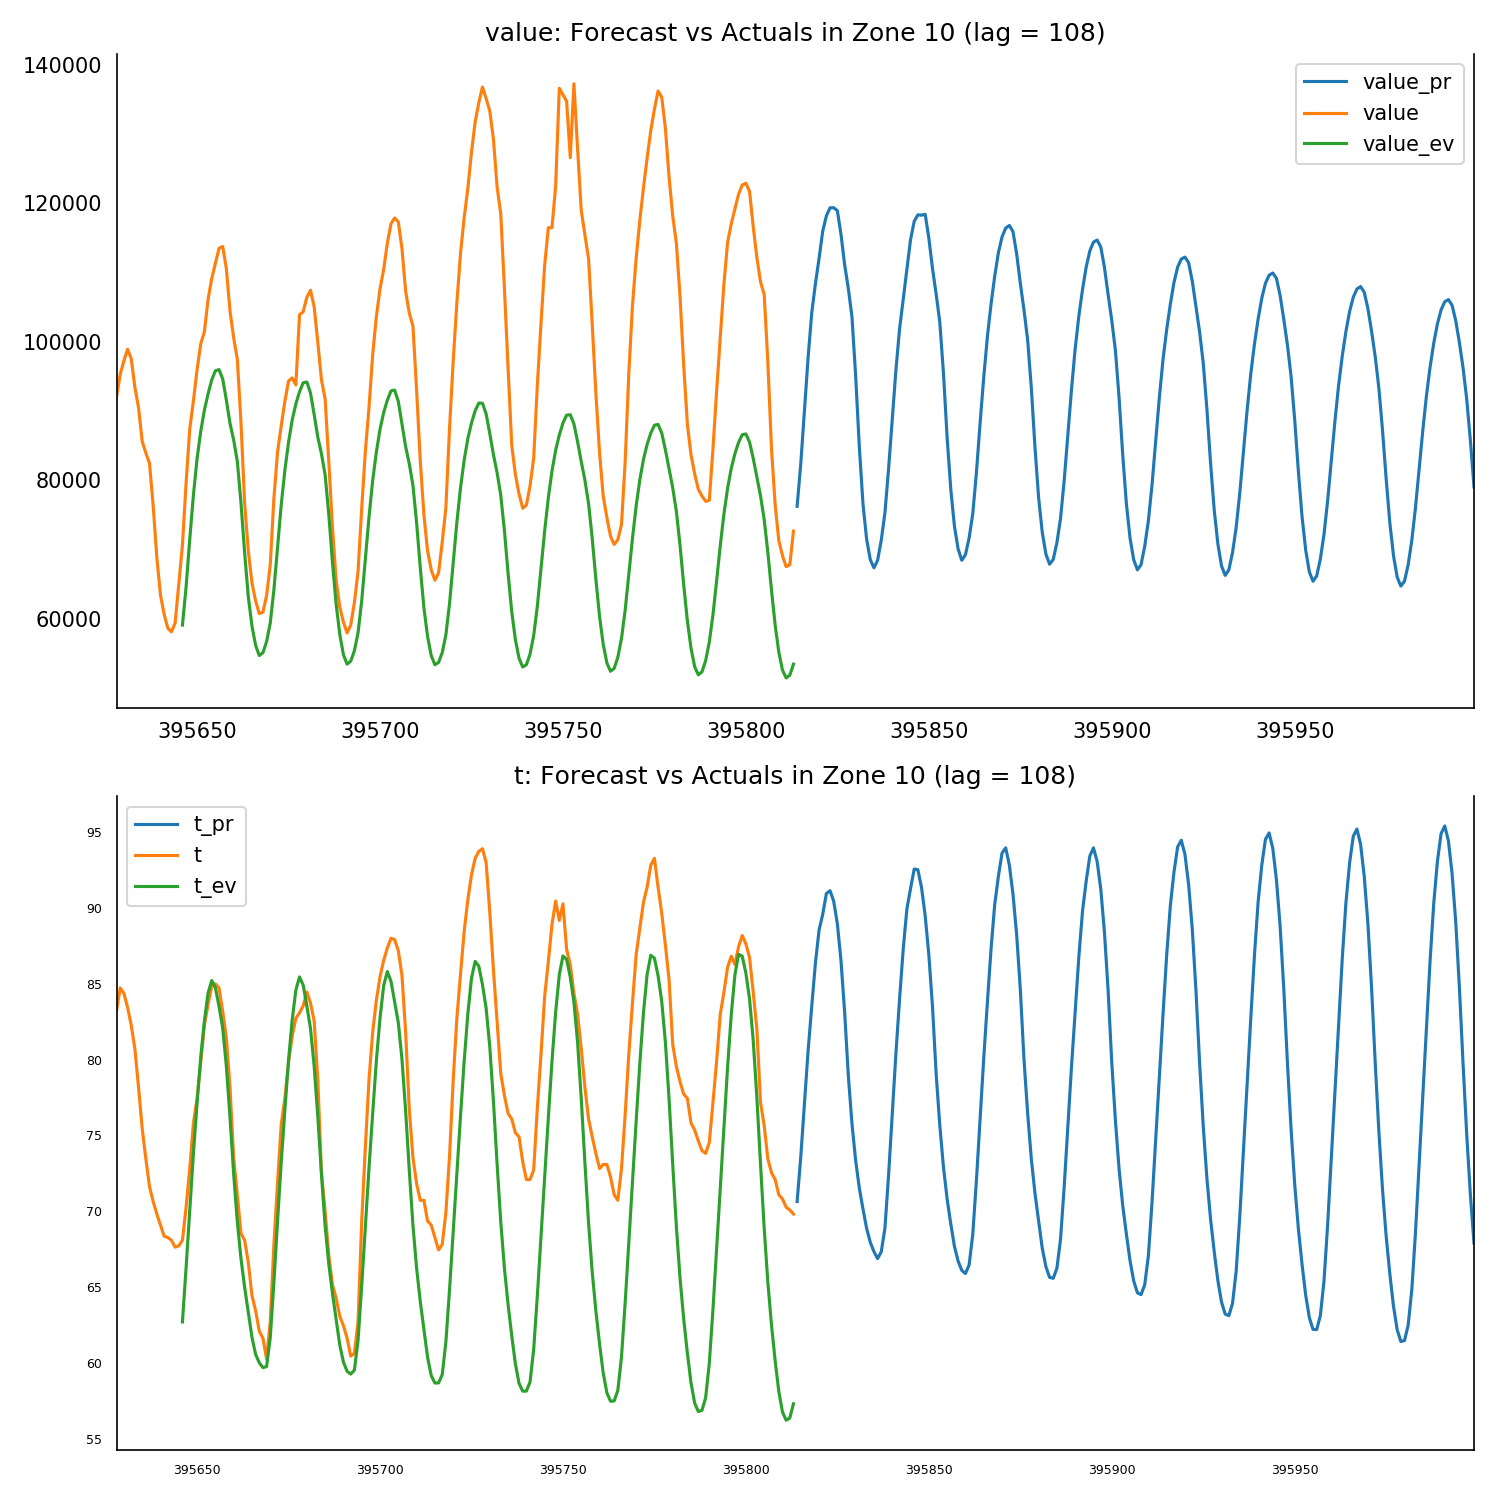 value: Forecast vs Actuals in Zone 10 (lag = 108)
140000
120000
100000
80000
60000
value_pr
value
value_ev
395650 395700 395750 395800 395850 395900 395950
t: Forecast vs Actuals in Zone 10 (lag = 108)
t_pr
t
t_ev
95
90
85
80
75
70
65
60
55
395650 395700 395750 395800 395850 395900 395950